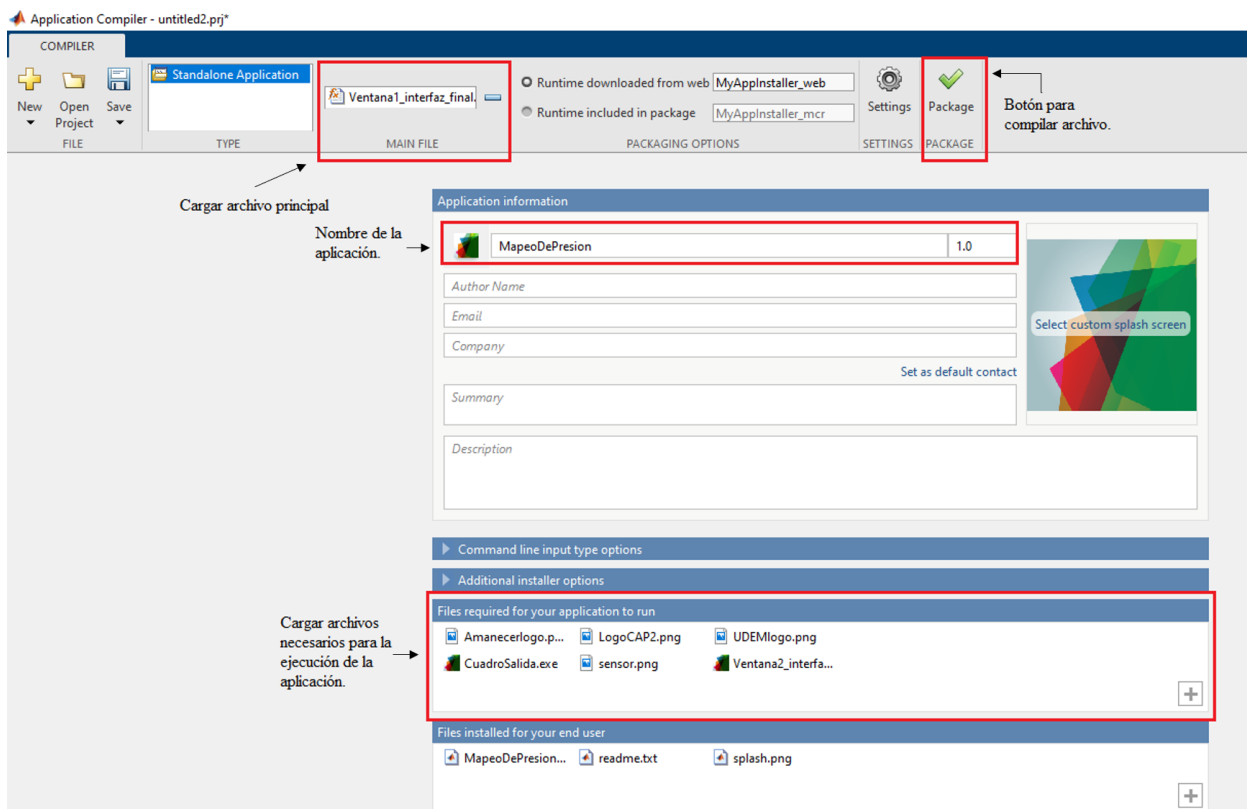 Application Compiler - untitled2.prj*
COMPILER
New
Open Project
Save
FILE
Standalone Application
TYPE
Ventana1_interfaz_final.
MAIN FILE
Runtime downloaded from web
MyAppInstaller_web
Runtime included in package
MyAppInstaller_mcr
PACKAGING OPTIONS
Settings
SETTINGS
Package
PACKAGE
Botón para
compilar archivo.
Cargar archivo principal
Nombre de la
aplicación.
Application information
MapeoDePresion
1.0
Author Name
Email
Company
Set as default contact
Select custom splash screen
Summary
Description
Command line input type options
Additional installer options
Cargar archivos
necesarios para la
ejecución de la
aplicación.
Files required for your application to run
Amanecerlogo.p...
LogoCAP2.png
UDEMlogo.png
CuadroSalida.exe
sensor.png
Ventana2_interfa...
Files installed for your end user
MapeoDePresion...
readme.txt
splash.png